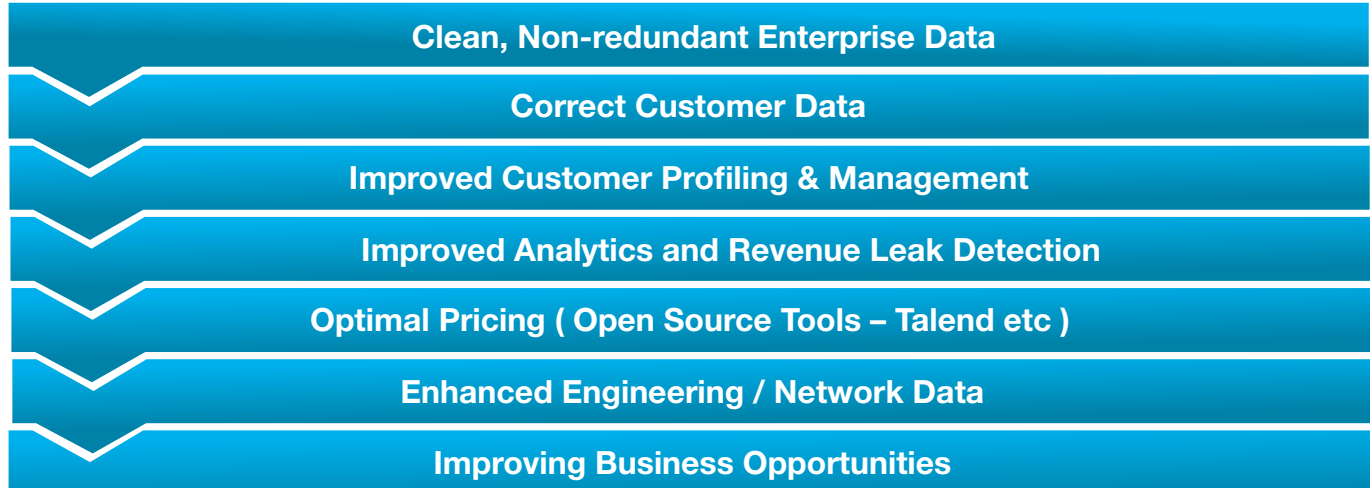 Clean, Non-redundant Enterprise Data
Correct Customer Data
Improved Customer Profiling & Management
Improved Analytics and Revenue Leak Detection
Optimal Pricing ( Open Source Tools – Talend etc )
Enhanced Engineering / Network Data
Improving Business Opportunities